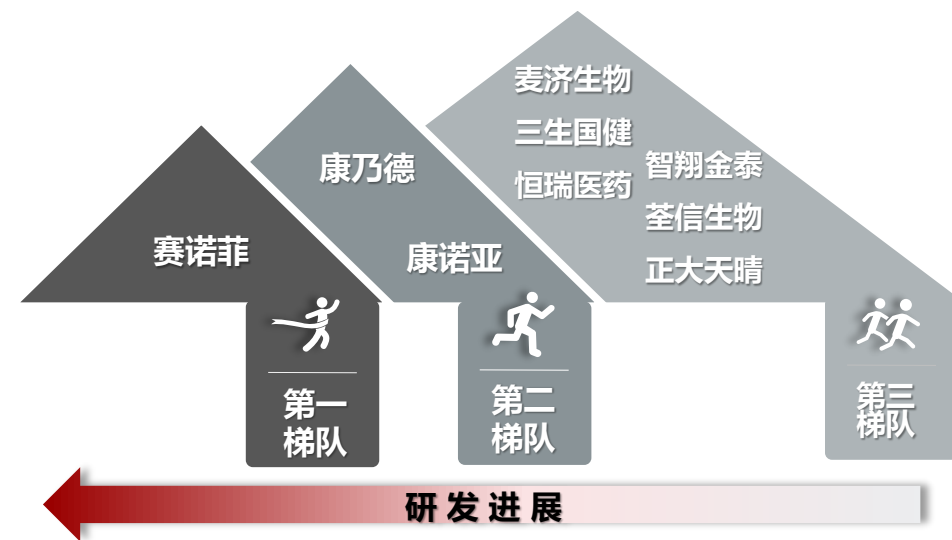 赛诺菲
第一
梯队
康乃德
康诺亚
第二
梯队
麦济生物
三生国健
恒瑞医药
智翔金泰
荃信生物
正大天晴
第三
梯队
研发进展